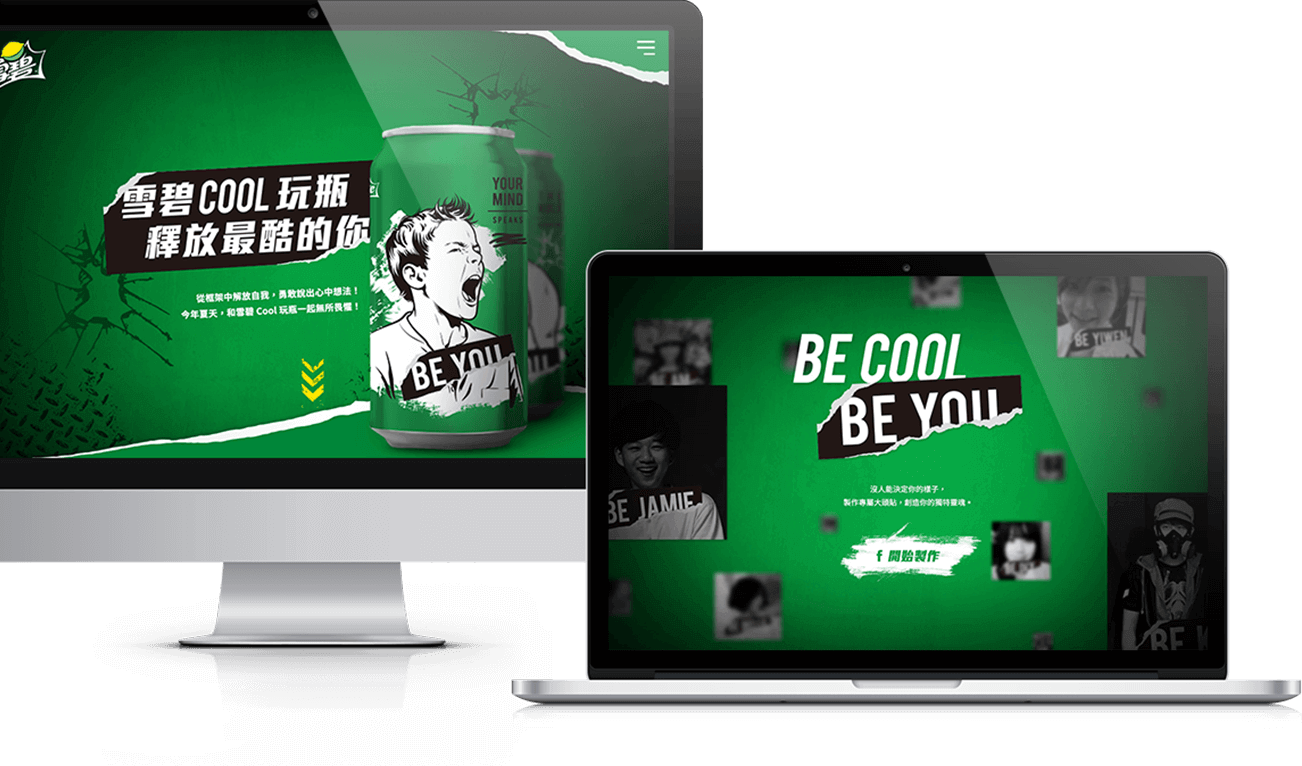 雪碧
雪碧 COOL 玩瓶
釋放最酷的你
從框架中解放自我，勇敢說出心中想法！
今年夏天，和雪碧 Cool 玩瓶一起無所畏懼！
YOUR
MIND
SPEAKS
BE YOU
BE COOL
BE YOU
沒人能決定你的樣子，
製作專屬大頭貼，創造你的獨特靈魂。
f 開始製作
BE JAMIE
BE YIWEN
BE